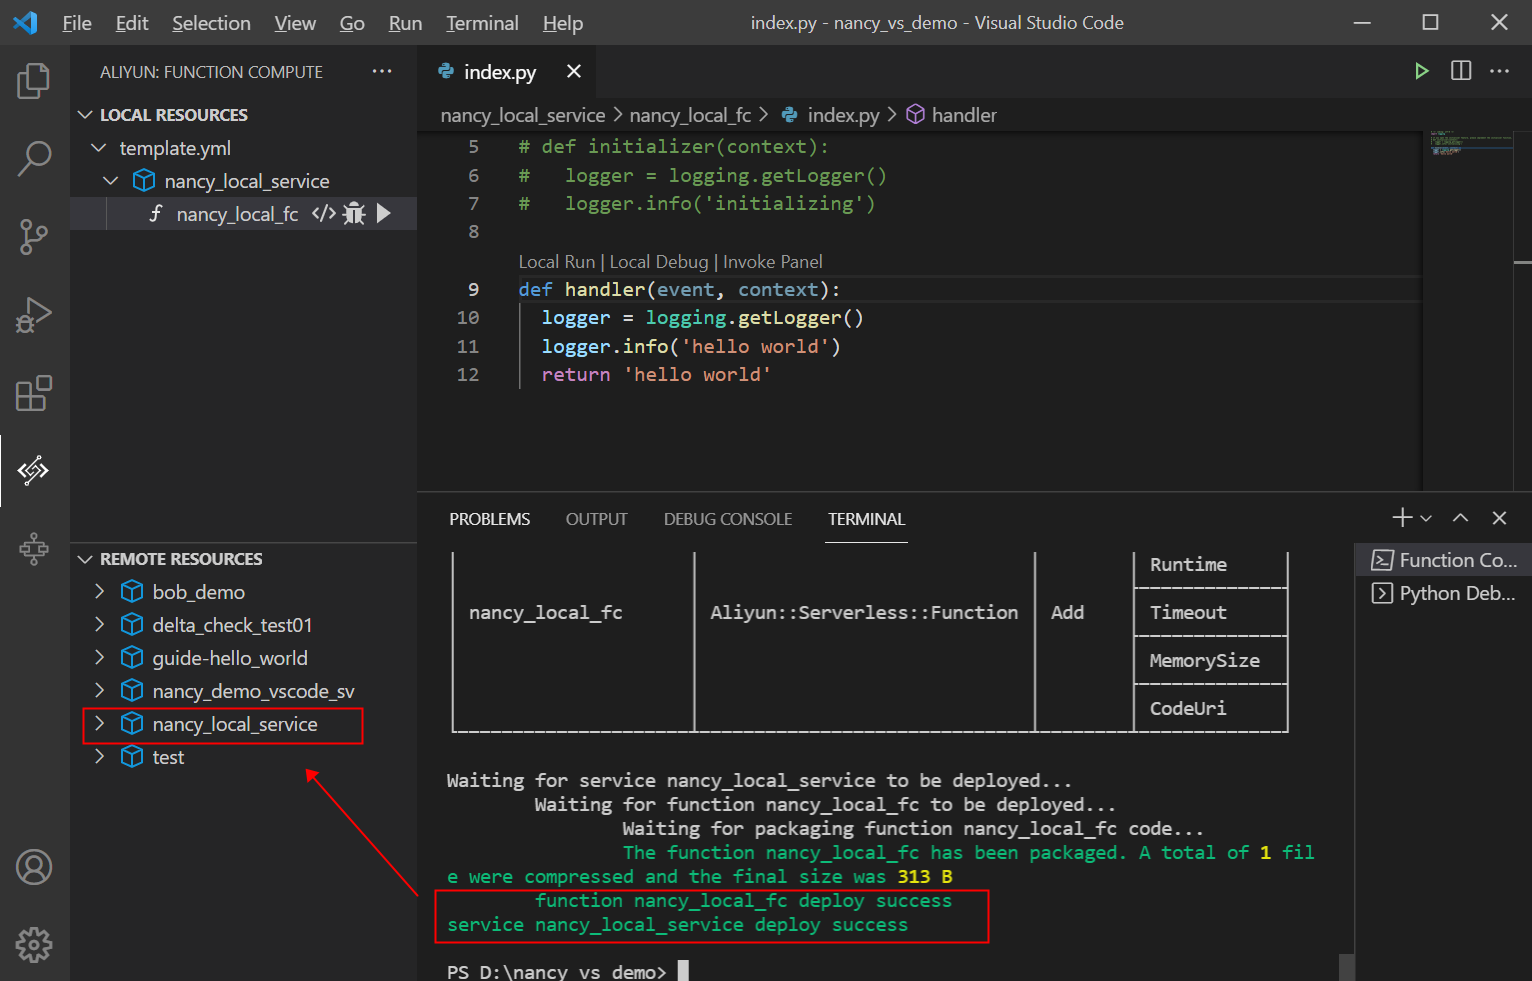 File Edit Selection View Go Run Terminal Help index.py - nancy_vs_demo - Visual Studio Code
ALIYUN: FUNCTION COMPUTE ...
LOCAL RESOURCES
template.yml
nancy_local_service
f nancy_local_fc </>
REMOTE RESOURCES
bob_demo
delta_check_test01
guide-hello_world
nancy_demo_vscode_sv
nancy_local_service
test
index.py
nancy_local_service > nancy_local_fc > index.py > handler
5 # def initializer(context):
6 #   logger = logging.getLogger()
7 #   logger.info('initializing')
8
Local Run | Local Debug | Invoke Panel
9 def handler(event, context):
10   logger = logging.getLogger()
11   logger.info('hello world')
12   return 'hello world'
PROBLEMS OUTPUT DEBUG CONSOLE TERMINAL
Runtime
nancy_local_fc Aliyun::Serverless::Function Add Timeout
MemorySize
CodeUri
Waiting for service nancy_local_service to be deployed...
Waiting for function nancy_local_fc to be deployed...
Waiting for packaging function nancy_local_fc code...
The function nancy_local_fc has been packaged. A total of 1 fil
e were compressed and the final size was 313 B
function nancy_local_fc deploy success
service nancy_local_service deploy success
PS D:\nancy_vs_demo>
Function Co...
Python Deb...